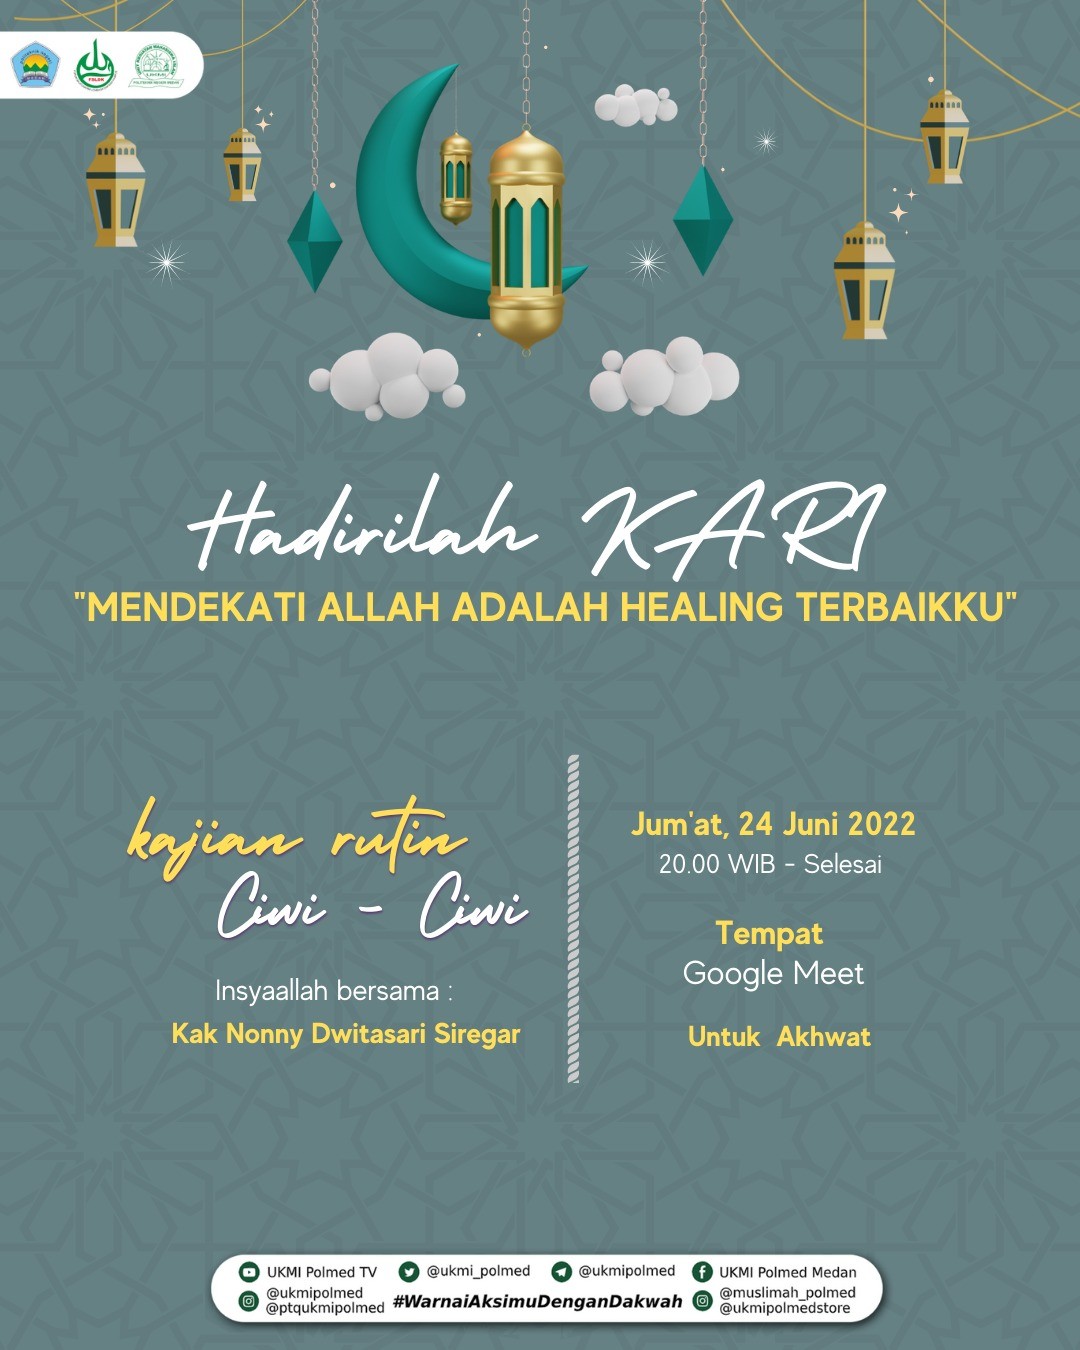 Hadirilah KARI
"MENDEKATI ALLAH ADALAH HEALING TERBAIKKU"
kajian rutin
Ciwi - Ciwi
Insyaallah bersama :
Kak Nonny Dwitasari Siregar
Jum'at, 24 Juni 2022
20.00 WIB - Selesai
Tempat
Google Meet
Untuk Akhwat
UKMI Polmed TV
@ukmi_polmed
@ukmipolmed
UKMI Polmed Medan
@ukmipolmed
@ptqukmipolmed
#WarnaiAksimuDenganDakwah
@muslimah_polmed
@ukmipolmedstore